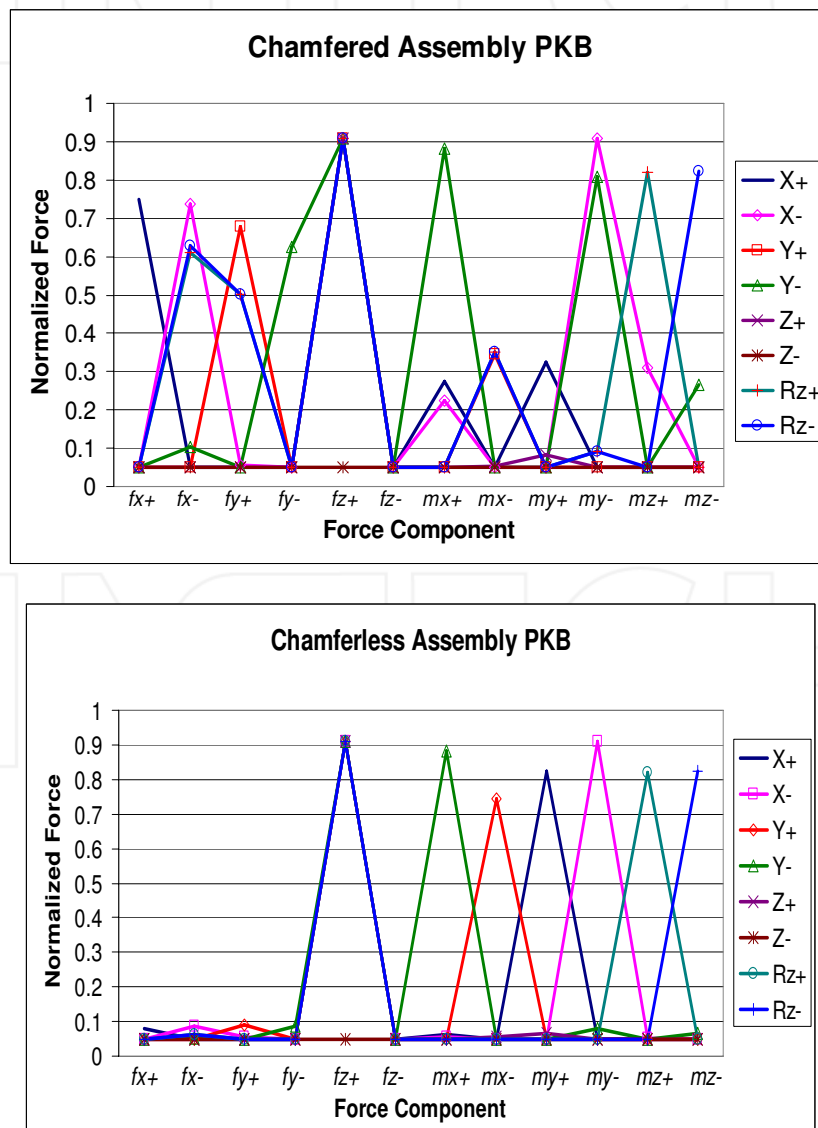 Chamfered Assembly PKB
Normalized Force
1
0.9
0.8
0.7
0.6
0.5
0.4
0.3
0.2
0.1
0
fx+ fx- fy+ fy- fz+ fz- mx+ mx- my+ my- mz+ mz-
Force Component
X+
X-
Y+
Y-
Z+
Z-
Rz+
Rz-
Chamferless Assembly PKB
Normalized Force
1
0.9
0.8
0.7
0.6
0.5
0.4
0.3
0.2
0.1
0
fx+ fx- fy+ fy- fz+ fz- mx+ mx- my+ my- mz+ mz-
Force Component
X+
X-
Y+
Y-
Z+
Z-
Rz+
Rz-